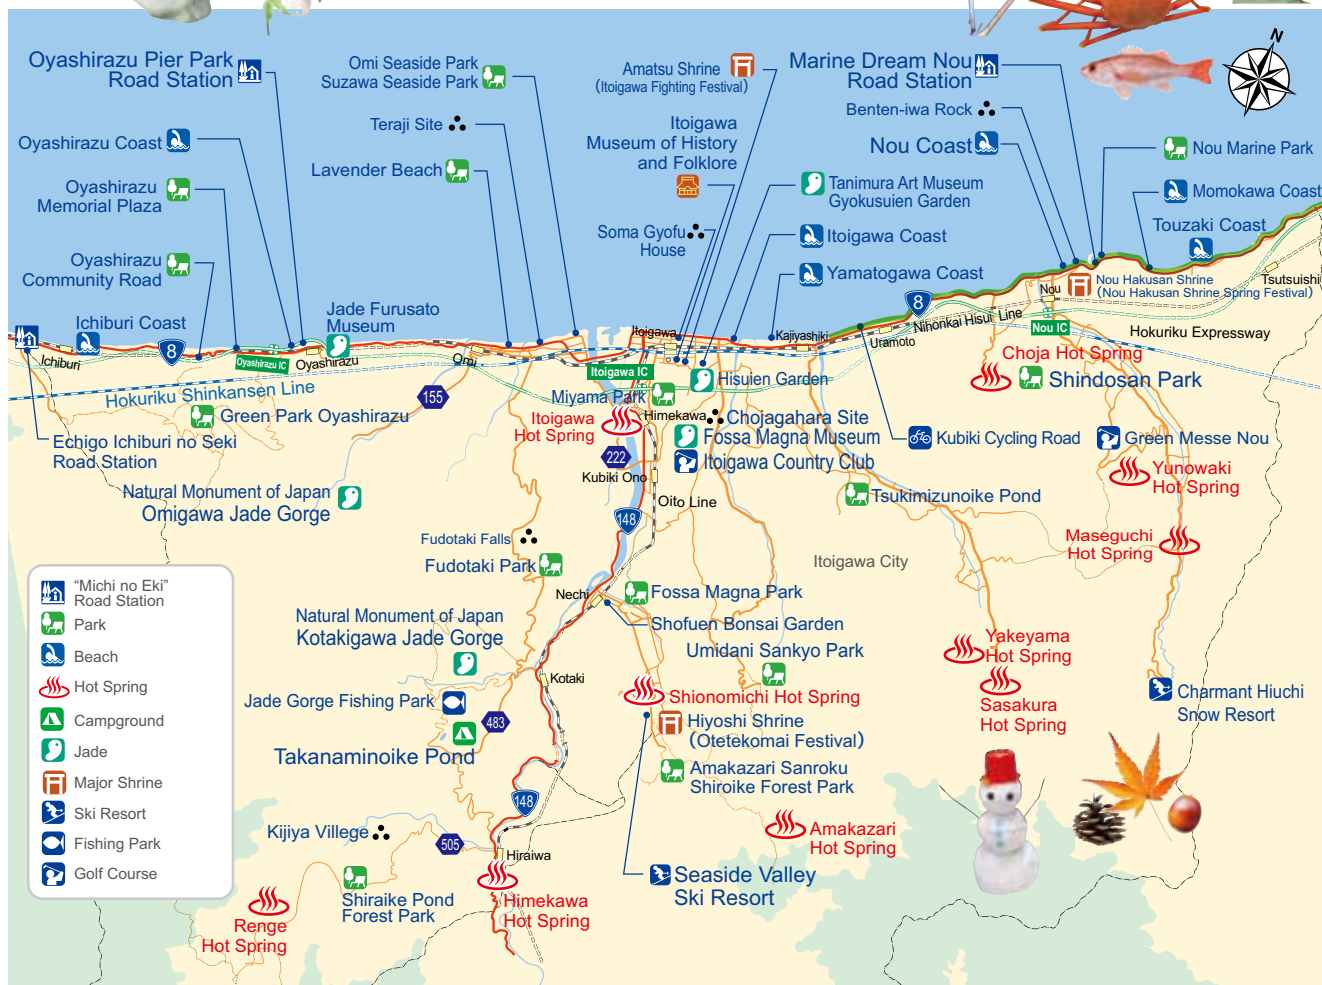 N
Oyashirazu Pier Park
Road Station
Omi Seaside Park
Suzawa Seaside Park
Amatsu Shrine
(Itoigawa Fighting Festival)
Marine Dream Nou
Road Station
Benten-iwa Rock
Teraji Site
Itoigawa
Museum of History
and Folklore
Oyashirazu Coast
Nou Coast
Nou Marine Park
Lavender Beach
Oyashirazu
Memorial Plaza
Tanimura Art Museum
Gyokusuien Garden
Momokawa Coast
Touzaki Coast
Soma Gyofu
House
Itoigawa Coast
Oyashirazu
Community Road
Yamatogawa Coast
Tsutsuishi
Nou Hakusan Shrine
(Nou Hakusan Shrine Spring Festival)
Nou
8
Nihonkai Hisui Line
Nou IC
Hokuriku Expressway
Jade Furusato
Museum
Ichiburi Coast
8
Itoigawa
Kajiyashiki
Uramoto
Ichiburi
Oyashirazu IC
Oyashirazu
Omi
Itoigawa IC
Choja Hot Spring
Shindosan Park
Hisuien Garden
Hokuriku Shinkansen Line
155
Miyama Park
Green Park Oyashirazu
Itoigawa
Hot Spring
Himekawa
Chojagahara Site
Fossa Magna Museum
Itoigawa Country Club
Kubiki Cycling Road
Green Messe Nou
Echigo Ichiburi no Seki
Road Station
222
Kubiki Ono
Yunowaki
Hot Spring
Natural Monument of Japan
Omigawa Jade Gorge
Oito Line
Tsukimizunoike Pond
148
Maseguchi
Hot Spring
Fudotaki Falls
Fudotaki Park
Itoigawa City
Nechi
Fossa Magna Park
Shofuen Bonsai Garden
Natural Monument of Japan
Kotakigawa Jade Gorge
Umidani Sankyo Park
Yakeyama
Hot Spring
Kotaki
Jade Gorge Fishing Park
Shionomichi Hot Spring
Sasakura
Hot Spring
Charmant Hiuchi
Snow Resort
483
Hiyoshi Shrine
(Otetekomai Festival)
Takanaminoike Pond
Amakazari Sanroku
Shiroike Forest Park
148
Kijiya Villege
505
Hiraiwa
Amakazari
Hot Spring
Seaside Valley
Ski Resort
Shiraike Pond
Forest Park
Himekawa
Hot Spring
Renge
Hot Spring
"Michi no Eki"
Road Station
Park
Beach
Hot Spring
Campground
Jade
Major Shrine
Ski Resort
Fishing Park
Golf Course